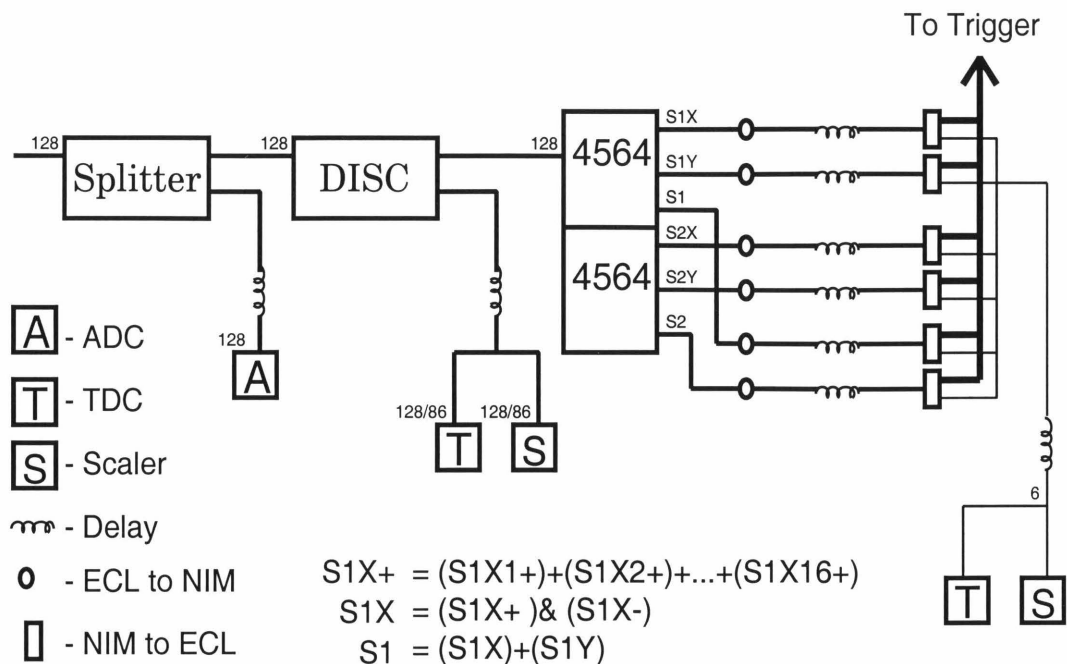 To Trigger
128
Splitter
128
DISC
128
4564
4564
S1X
S1Y
S1
S2X
S2Y
S2
128
A
128/86
128/86
T
S
6
T
S
A - ADC
T - TDC
S - Scaler
- Delay
- ECL to NIM
- NIM to ECL
S1X+ = (S1X1+)+(S1X2+)+...+(S1X16+)
S1X = (S1X+ )& (S1X-)
S1 = (S1X)+(S1Y)